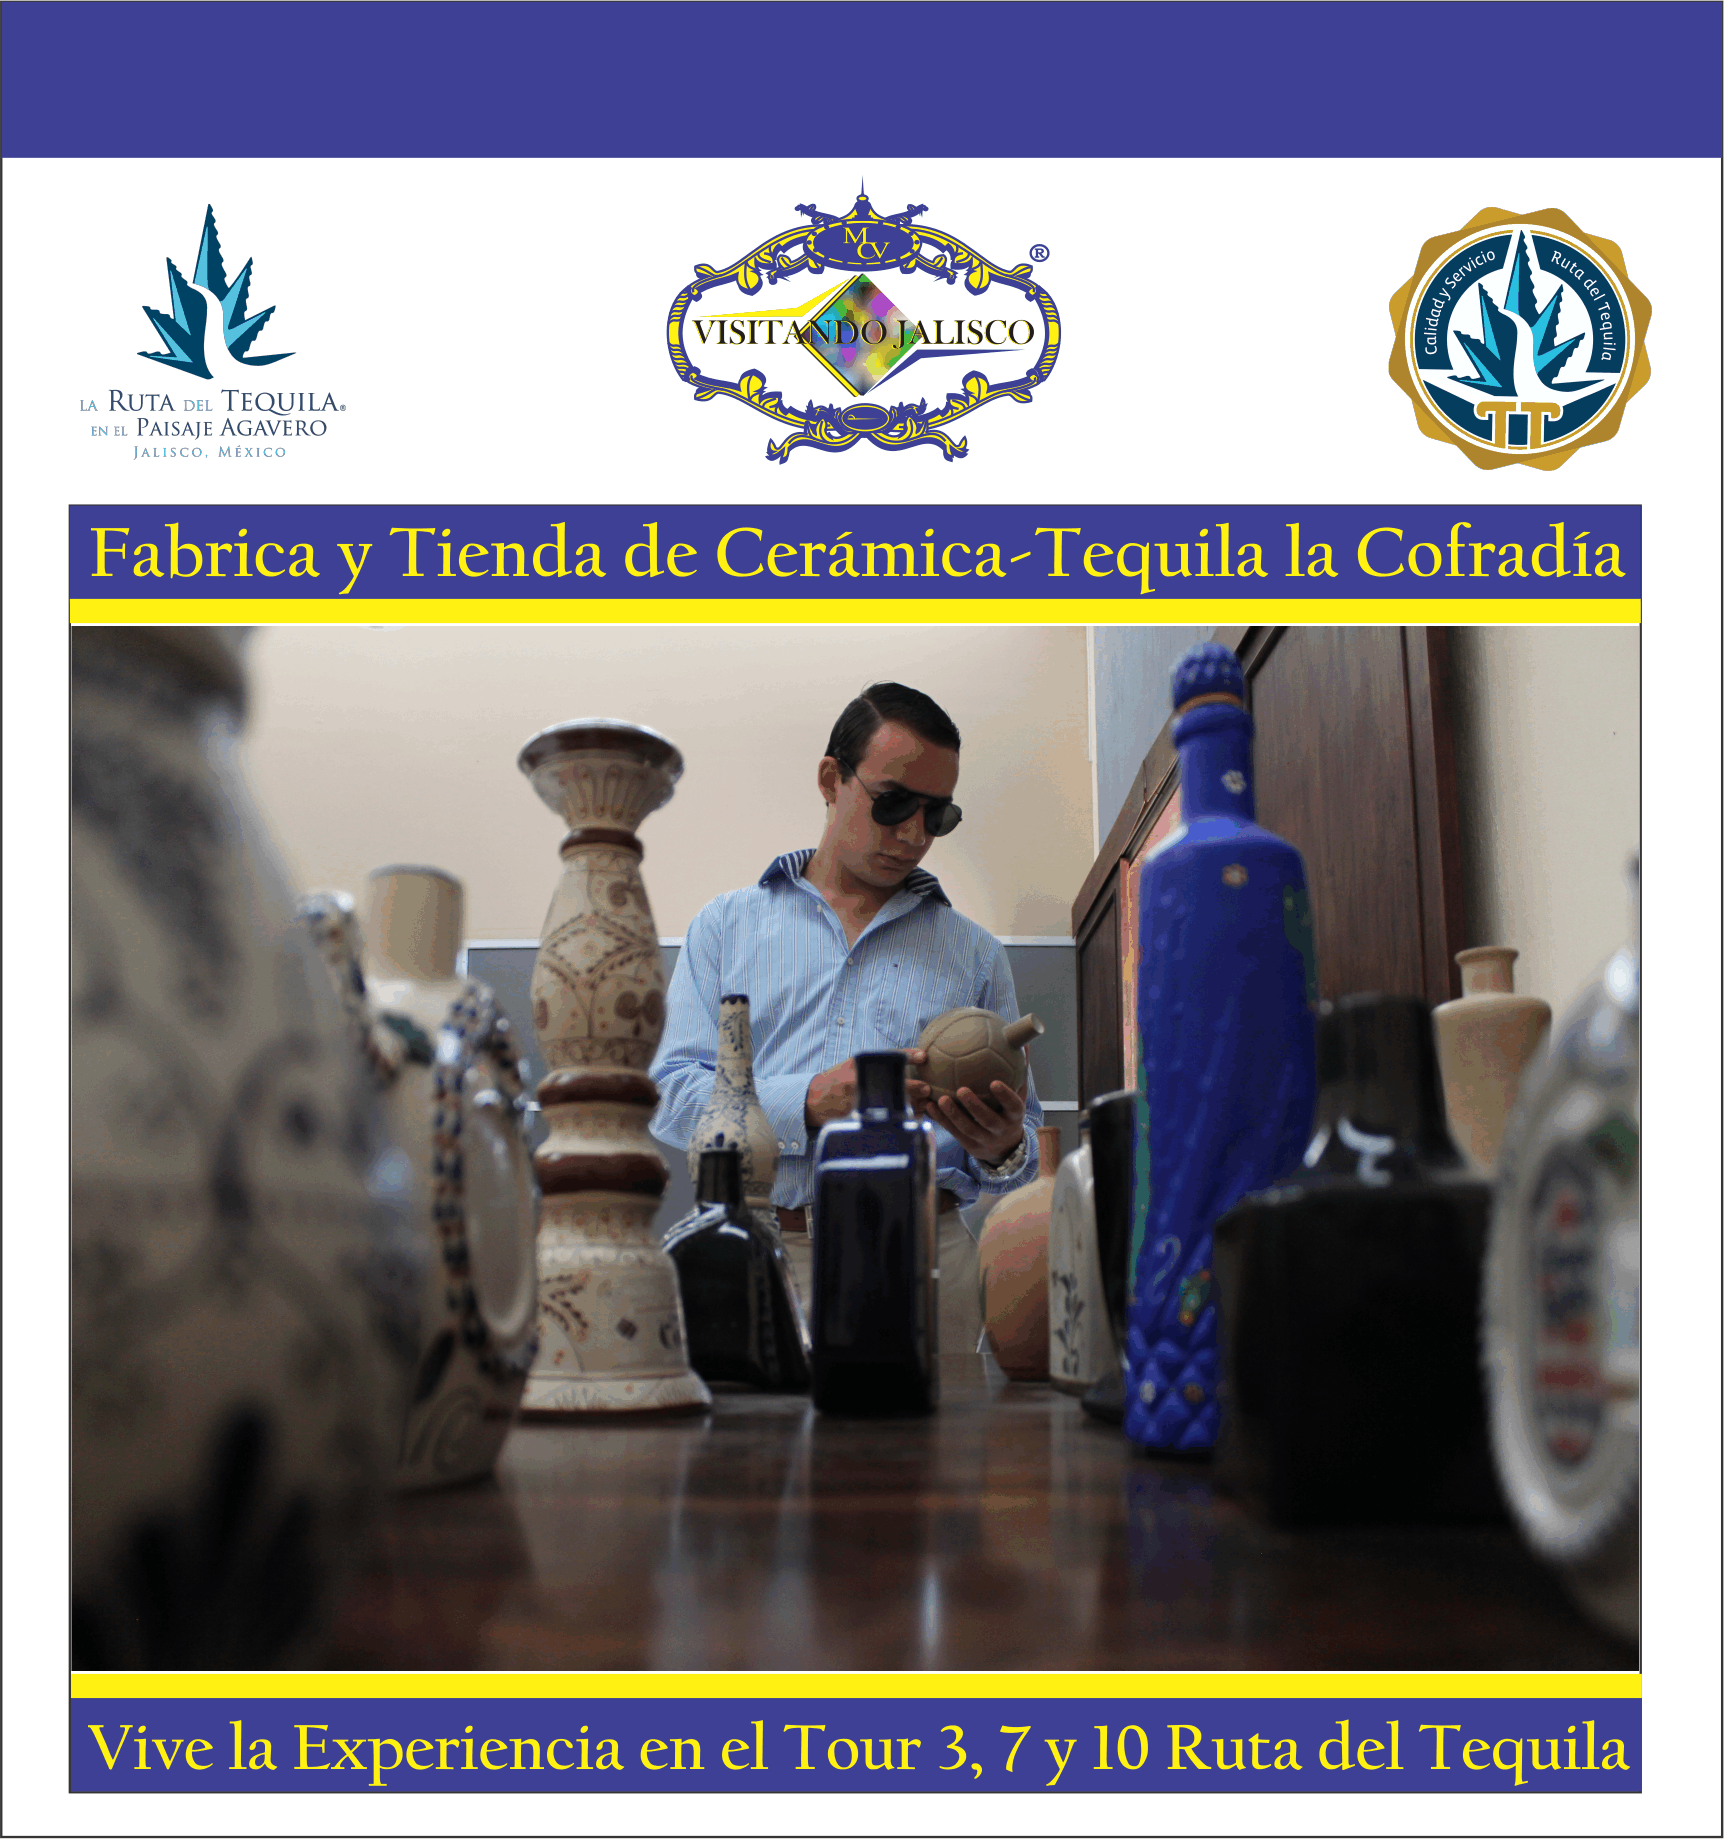 LA RUTA DEL TEQUILA®
EN EL PAISAJE AGAVERO
JALISCO, MÉXICO
MCV
®
VISITANDO JALISCO
Calidad y Servicio
Ruta del Tequila
TT
Fabrica y Tienda de Cerámica-Tequila la Cofradía
Vive la Experiencia en el Tour 3, 7 y 10 Ruta del Tequila